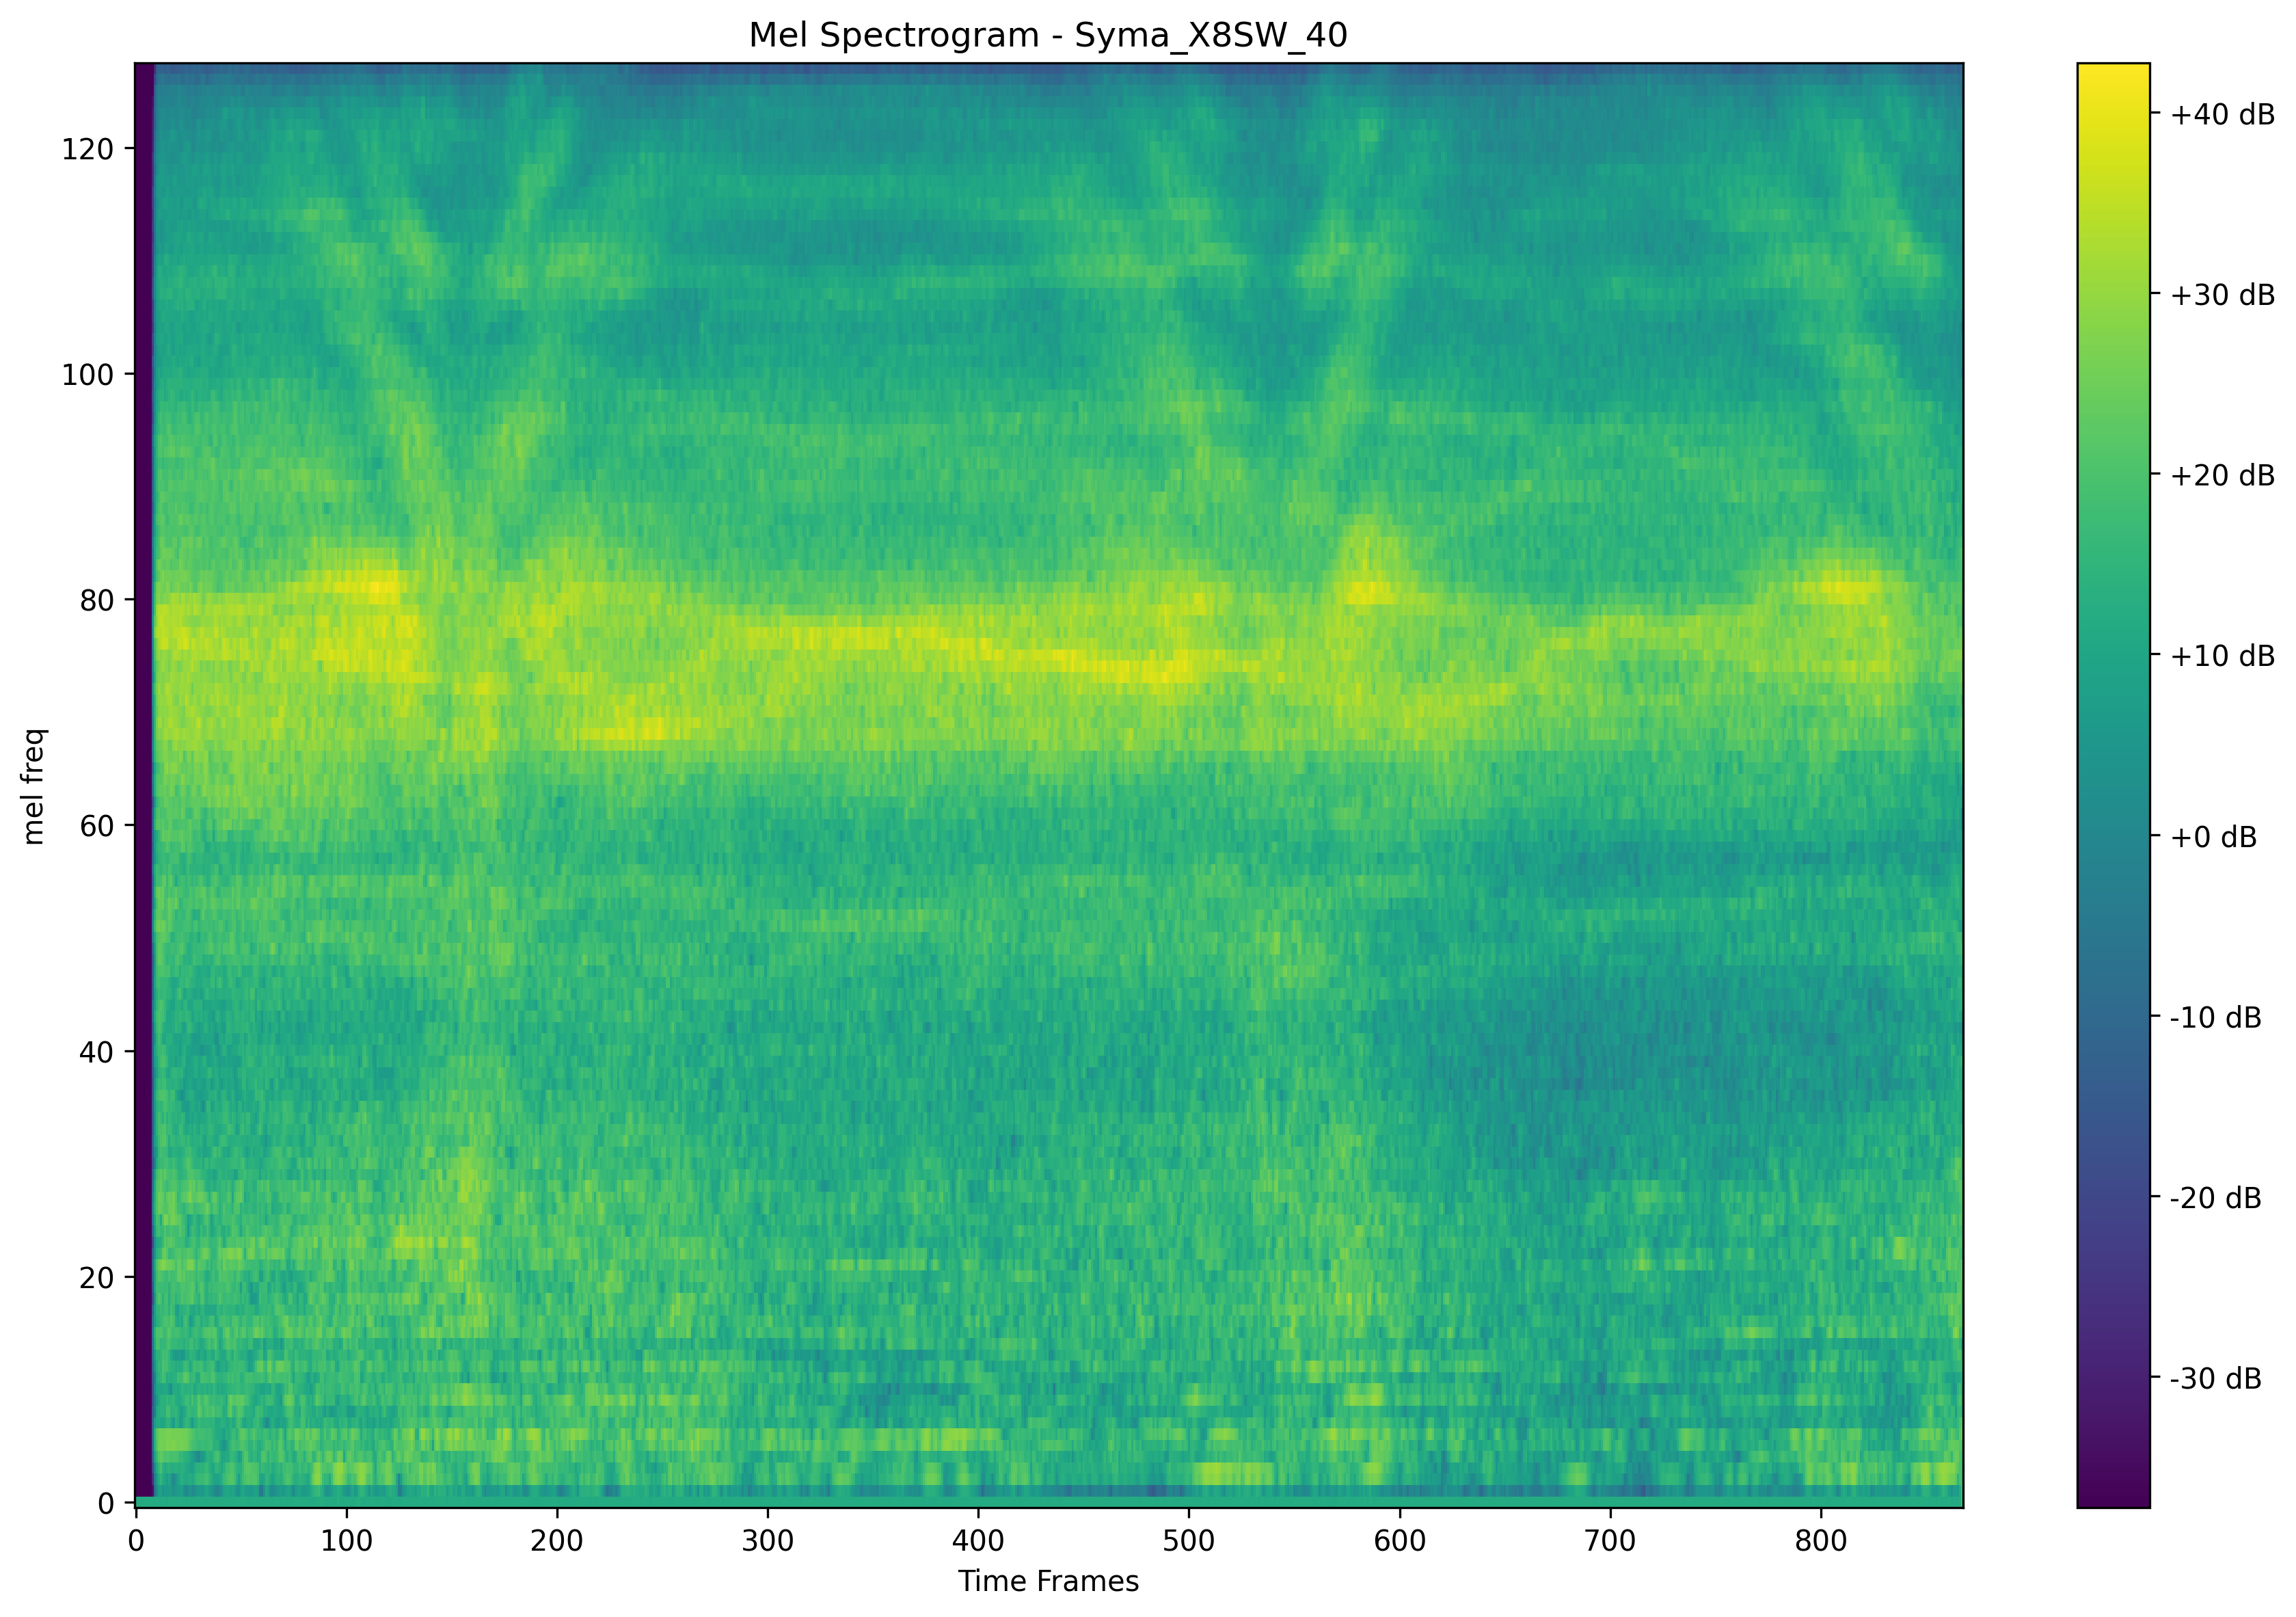 Mel Spectrogram - Syma_X8SW_40
mel freq
120
100
80
60
40
20
0
0 100 200 300 400 500 600 700 800
Time Frames
+40 dB
+30 dB
+20 dB
+10 dB
+0 dB
-10 dB
-20 dB
-30 dB